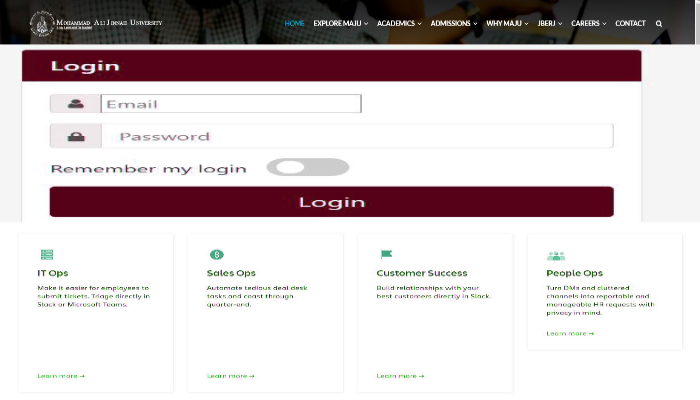 MOHAMMAD ALI JINNAH UNIVERSITY
HOME EXPLORE MAJU ACADEMICS ADMISSIONS WHY MAJU JBERJ CAREERS CONTACT
Login
Email
Password
Remember my login
Login
IT Ops
Make it easier for employees to
submit tickets. Triage directly in
Slack or Microsoft Teams.
Learn more →
Sales Ops
Automate tedious deal desk
tasks and coast through
quarter-end.
Learn more →
Customer Success
Build relationships with your
best customers directly in Slack.
Learn more →
People Ops
Turn DMs and cluttered
channels into reportable and
manageable HR requests with
privacy in mind.
Learn more →